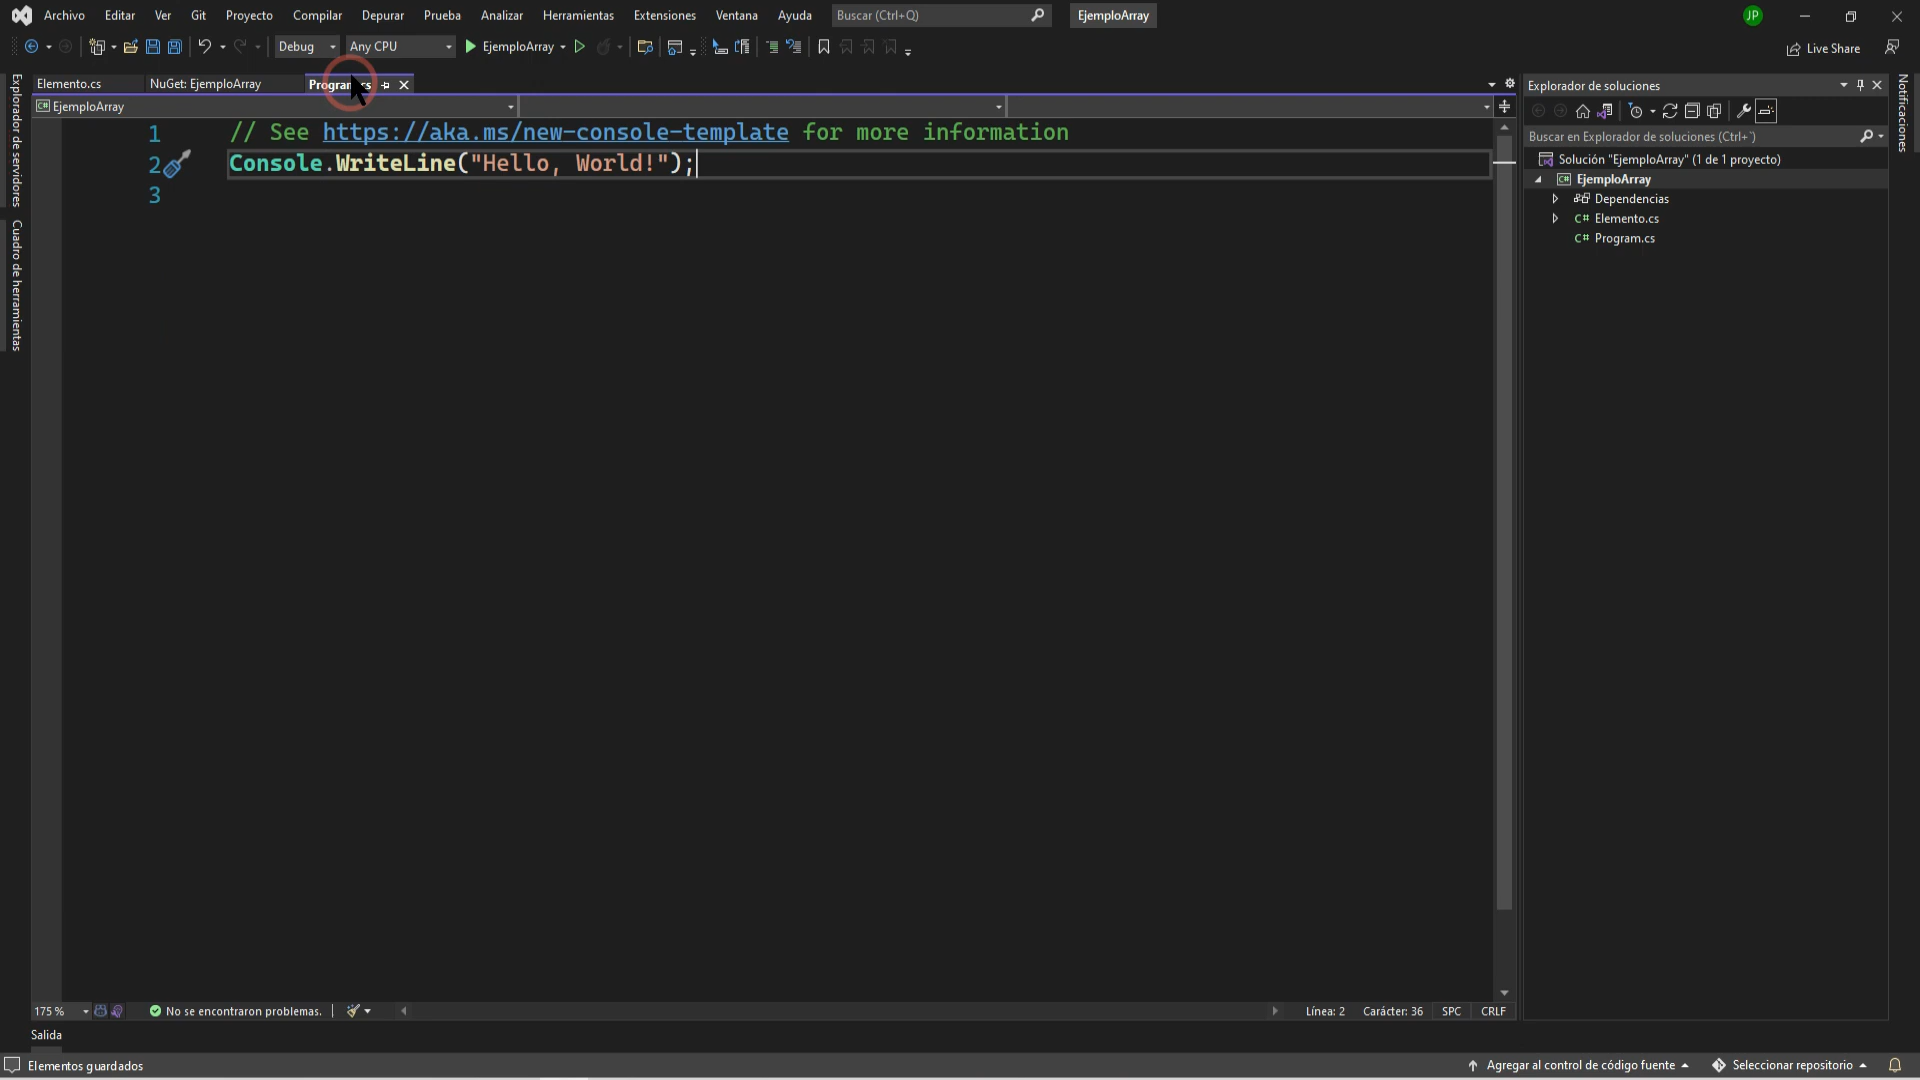 Archivo Editar Ver Git Proyecto Compilar Depurar Prueba Analizar Herramientas Extensiones Ventana Ayuda Buscar (Ctrl+Q) EjemploArray JP
Debug Any CPU EjemploArray Live Share
Elemento.cs NuGet: EjemploArray
C# EjemploArray
1 // See https://aka.ms/new-console-template for more information
2 Console.WriteLine("Hello, World!");
3
Explorador de servidores
Cuadro de herramientas
Explorador de soluciones
Buscar en Explorador de soluciones (Ctrl+´)
Solución "EjemploArray" (1 de 1 proyecto)
C# EjemploArray
Dependencias
C# Elemento.cs
C# Program.cs
Notificaciones
175 % No se encontraron problemas. Línea: 2 Carácter: 36 SPC CRLF
Salida
Elementos guardados Agregar al control de código fuente Seleccionar repositorio